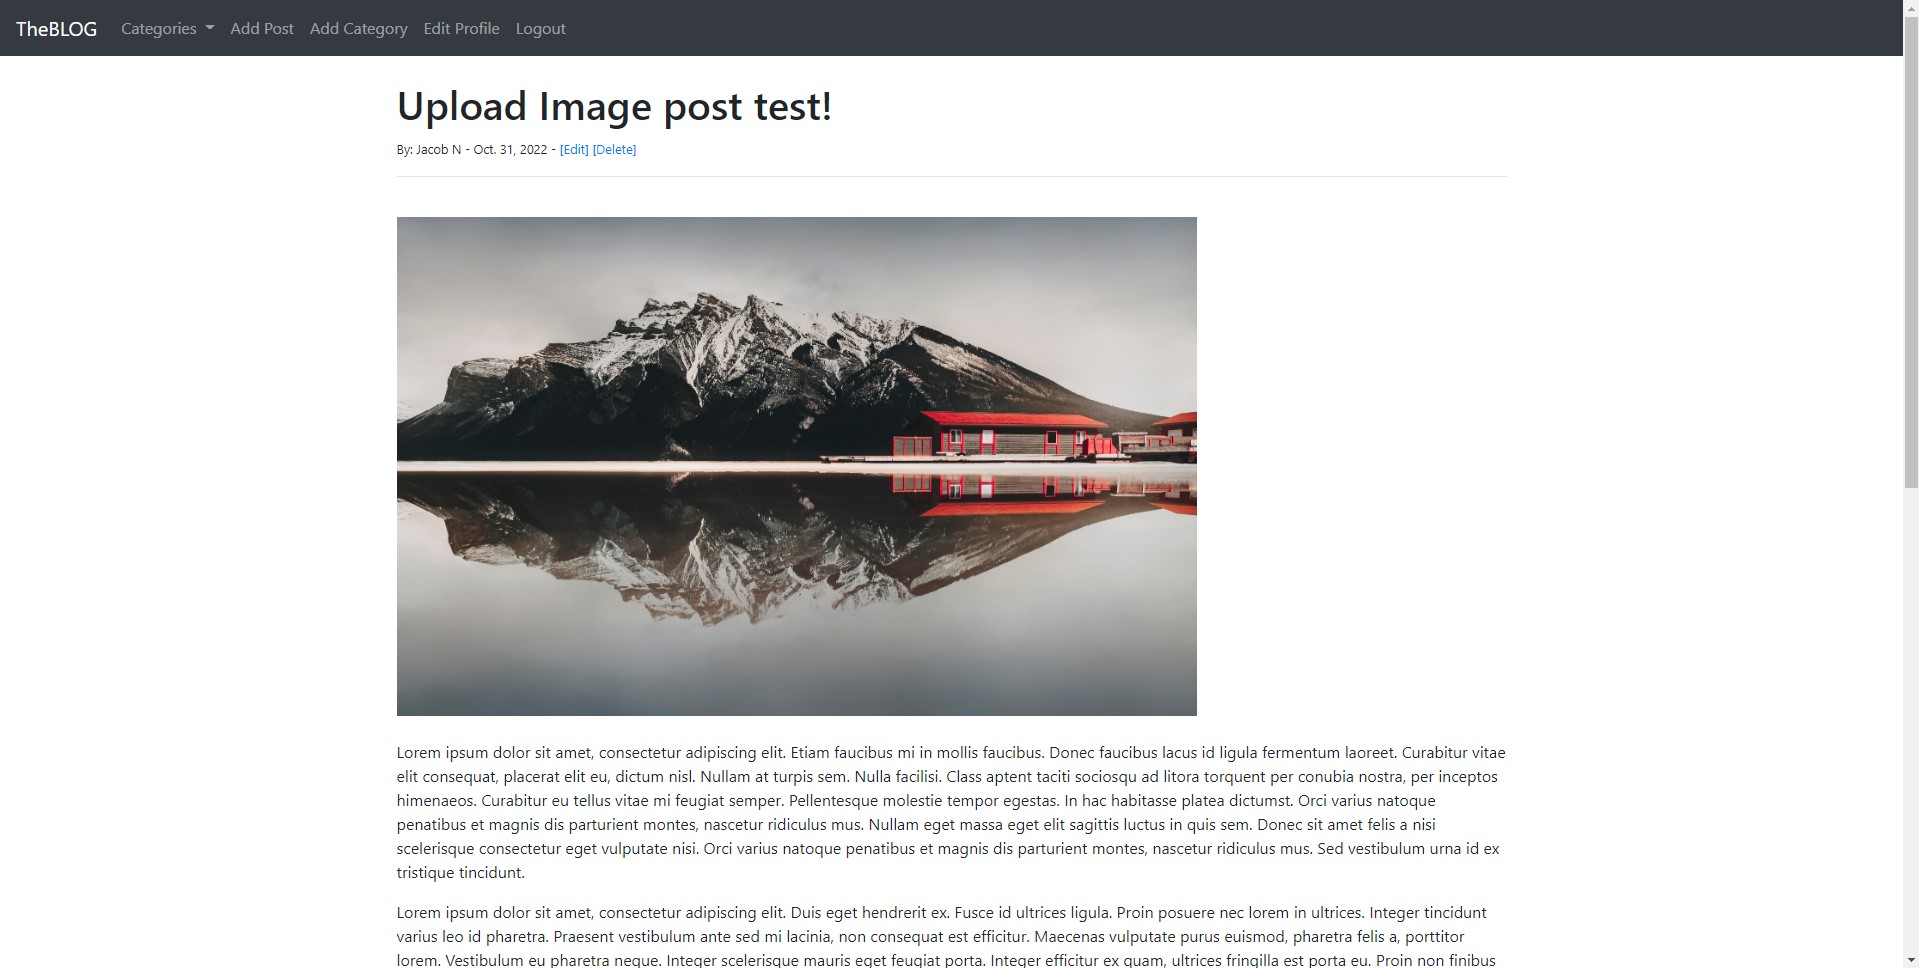 TheBLOG Categories Add Post Add Category Edit Profile Logout
Upload Image post test!
By: Jacob N - Oct. 31, 2022 - [Edit] [Delete]
Lorem ipsum dolor sit amet, consectetur adipiscing elit. Etiam faucibus mi in mollis faucibus. Donec faucibus lacus id ligula fermentum laoreet. Curabitur vitae
elit consequat, placerat elit eu, dictum nisl. Nullam at turpis sem. Nulla facilisi. Class aptent taciti sociosqu ad litora torquent per conubia nostra, per inceptos
himenaeos. Curabitur eu tellus vitae mi feugiat semper. Pellentesque molestie tempor egestas. In hac habitasse platea dictumst. Orci varius natoque
penatibus et magnis dis parturient montes, nascetur ridiculus mus. Nullam eget massa eget elit sagittis luctus in quis sem. Donec sit amet felis a nisi
scelerisque consectetur eget vulputate nisi. Orci varius natoque penatibus et magnis dis parturient montes, nascetur ridiculus mus. Sed vestibulum urna id ex
tristique tincidunt.
Lorem ipsum dolor sit amet, consectetur adipiscing elit. Duis eget hendrerit ex. Fusce id ultrices ligula. Proin posuere nec lorem in ultrices. Integer tincidunt
varius leo id pharetra. Praesent vestibulum ante sed mi lacinia, non consequat est efficitur. Maecenas vulputate purus euismod, pharetra felis a, porttitor
lorem. Vestibulum eu pharetra neque. Integer scelerisque mauris eget feugiat porta. Integer efficitur ex quam, ultrices fringilla est porta eu. Proin non finibus